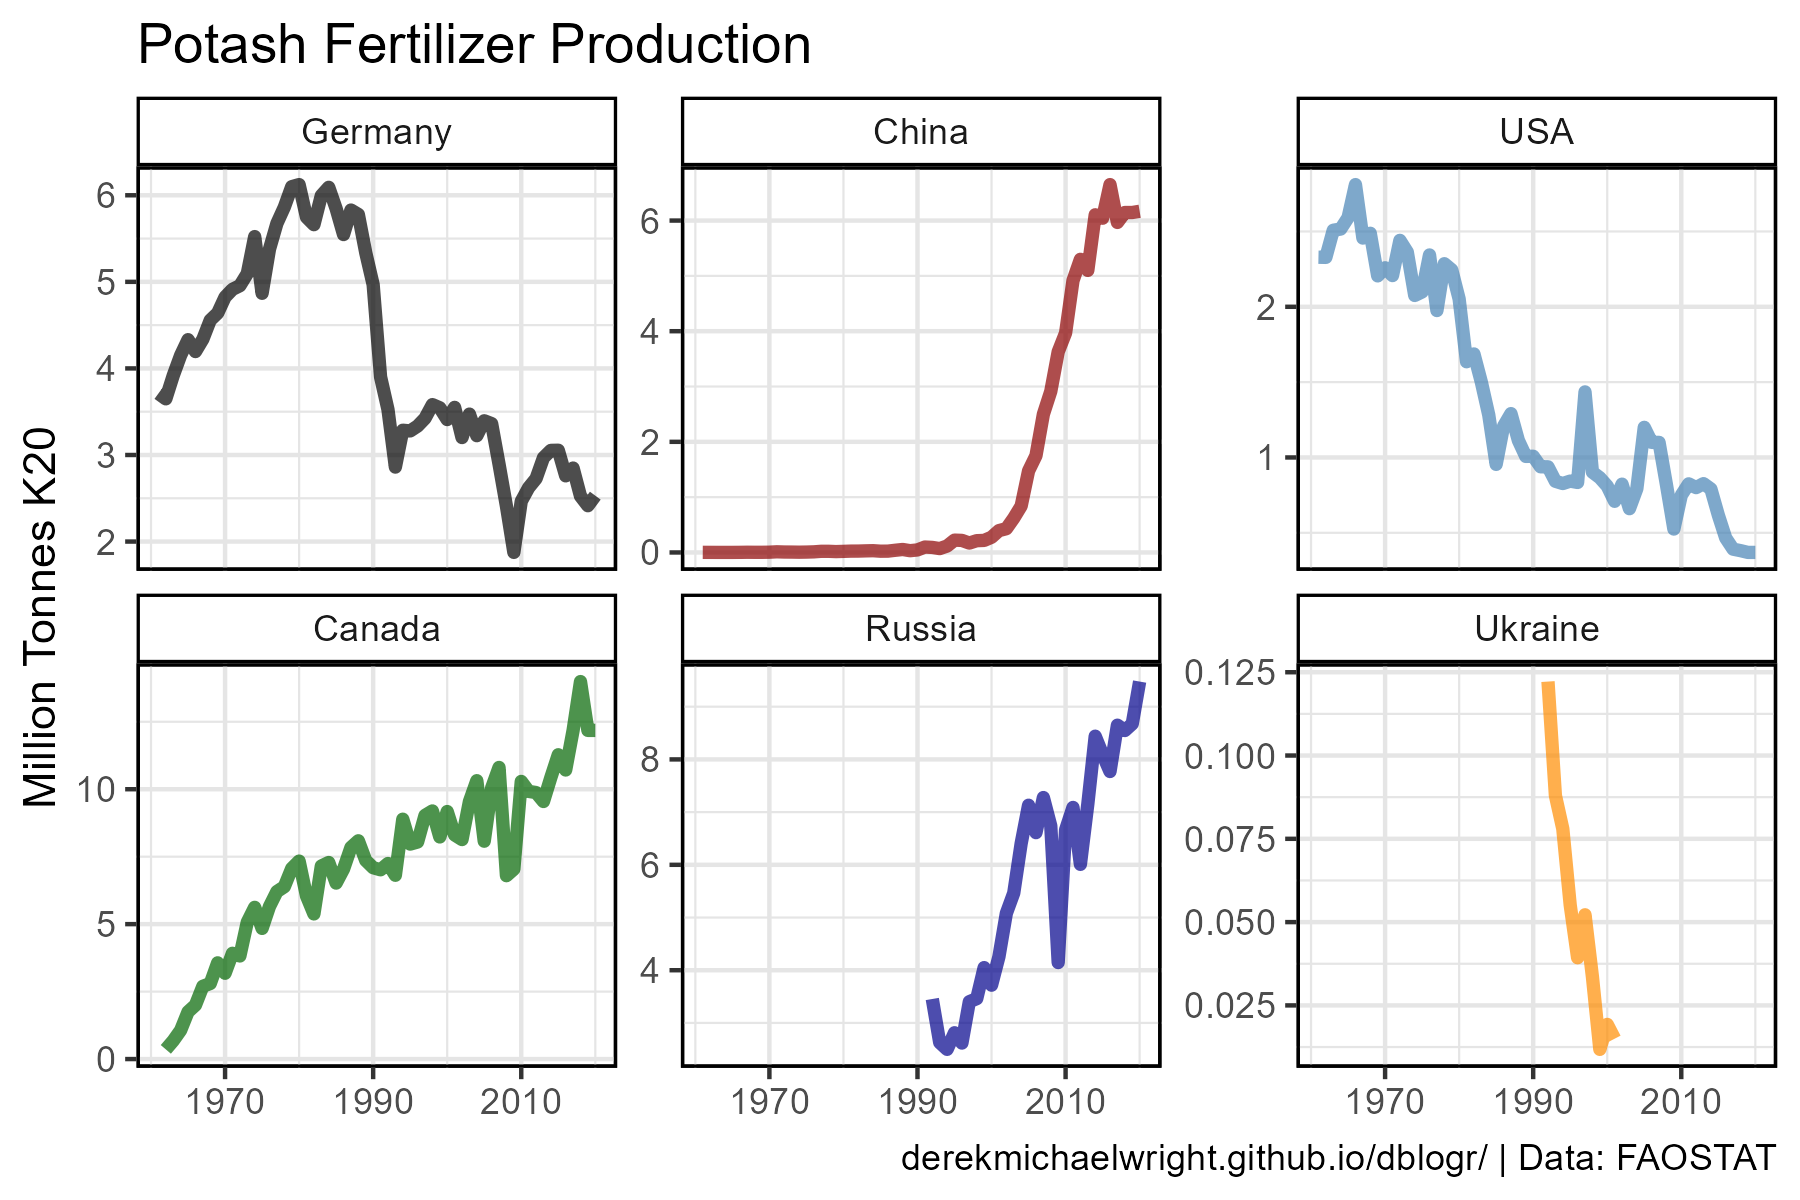 Potash Fertilizer Production
Germany
China
USA
6
5
4
3
2
6
4
2
0
2
1
Million Tonnes K20
Canada
Russia
Ukraine
10
5
0
8
6
4
0.125
0.100
0.075
0.050
0.025
1970 1990 2010
1970 1990 2010
1970 1990 2010
derekmichaelwright.github.io/dblogr/ | Data: FAOSTAT